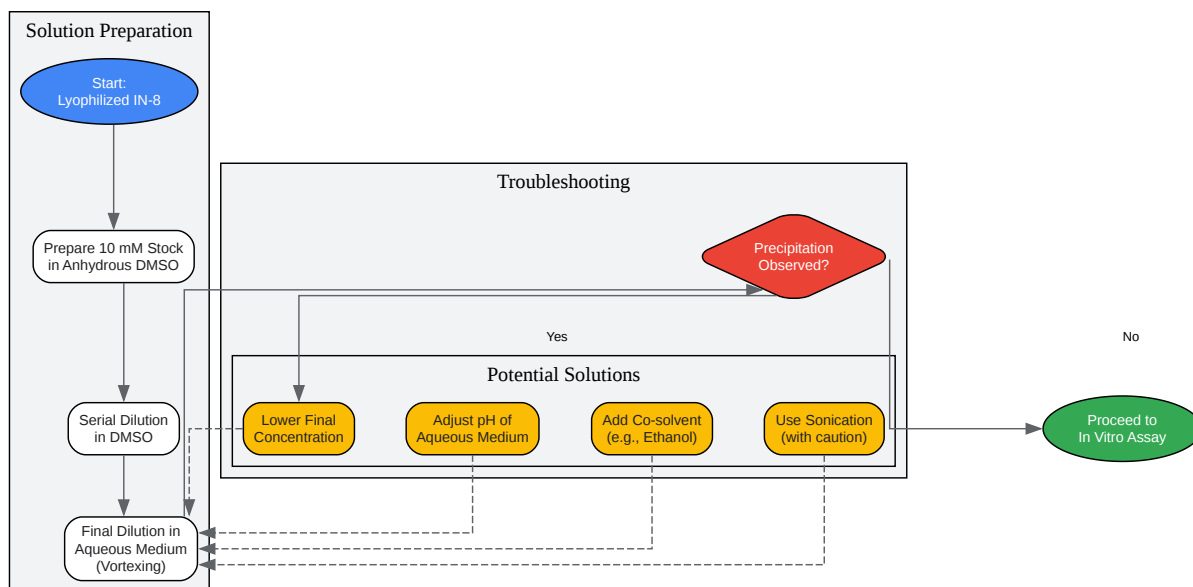 Solution Preparation
Start:
Lyophilized IN-8
Prepare 10 mM Stock
in Anhydrous DMSO
Serial Dilution
in DMSO
Final Dilution in
Aqueous Medium
(Vortexing)
Troubleshooting
Precipitation
Observed?
Yes
No
Potential Solutions
Lower Final
Concentration
Adjust pH of
Aqueous Medium
Add Co-solvent
(e.g., Ethanol)
Use Sonication
(with caution)
Proceed to
In Vitro Assay